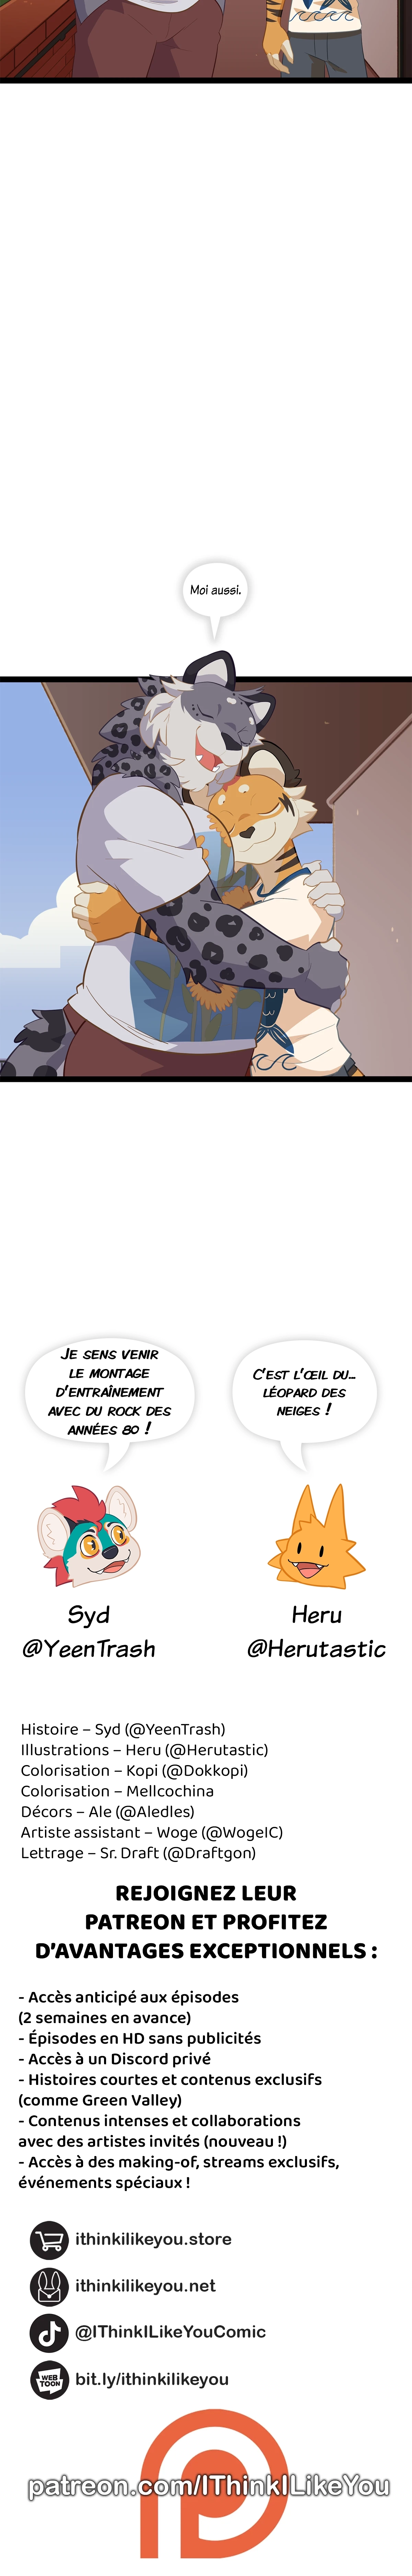 Moi aussi.
Je sens venir
le montage
d'entraînement
avec du rock des
années 80 !
C'est l'œil du...
léopard des
neiges !
Syd
@YeenTrash
Heru
@Herutastic
Histoire – Syd (@YeenTrash)
Illustrations – Heru (@Herutastic)
Colorisation – Kopi (@Dokkopi)
Colorisation – Mellcochina
Décors – Ale (@Aledles)
Artiste assistant – Woge (@WogeIC)
Lettrage – Sr. Draft (@Draftgon)
REJOIGNEZ LEUR
PATREON ET PROFITEZ
D'AVANTAGES EXCEPTIONNELS :
- Accès anticipé aux épisodes
(2 semaines en avance)
- Épisodes en HD sans publicités
- Accès à un Discord privé
- Histoires courtes et contenus exclusifs
(comme Green Valley)
- Contenus intenses et collaborations
avec des artistes invités (nouveau !)
- Accès à des making-of, streams exclusifs,
événements spéciaux !
ithinkilikeyou.store
ithinkilikeyou.net
@IThinkILikeYouComic
WEB
TOON
bit.ly/ithinkilikeyou
patreon.com/IThinkILikeYou